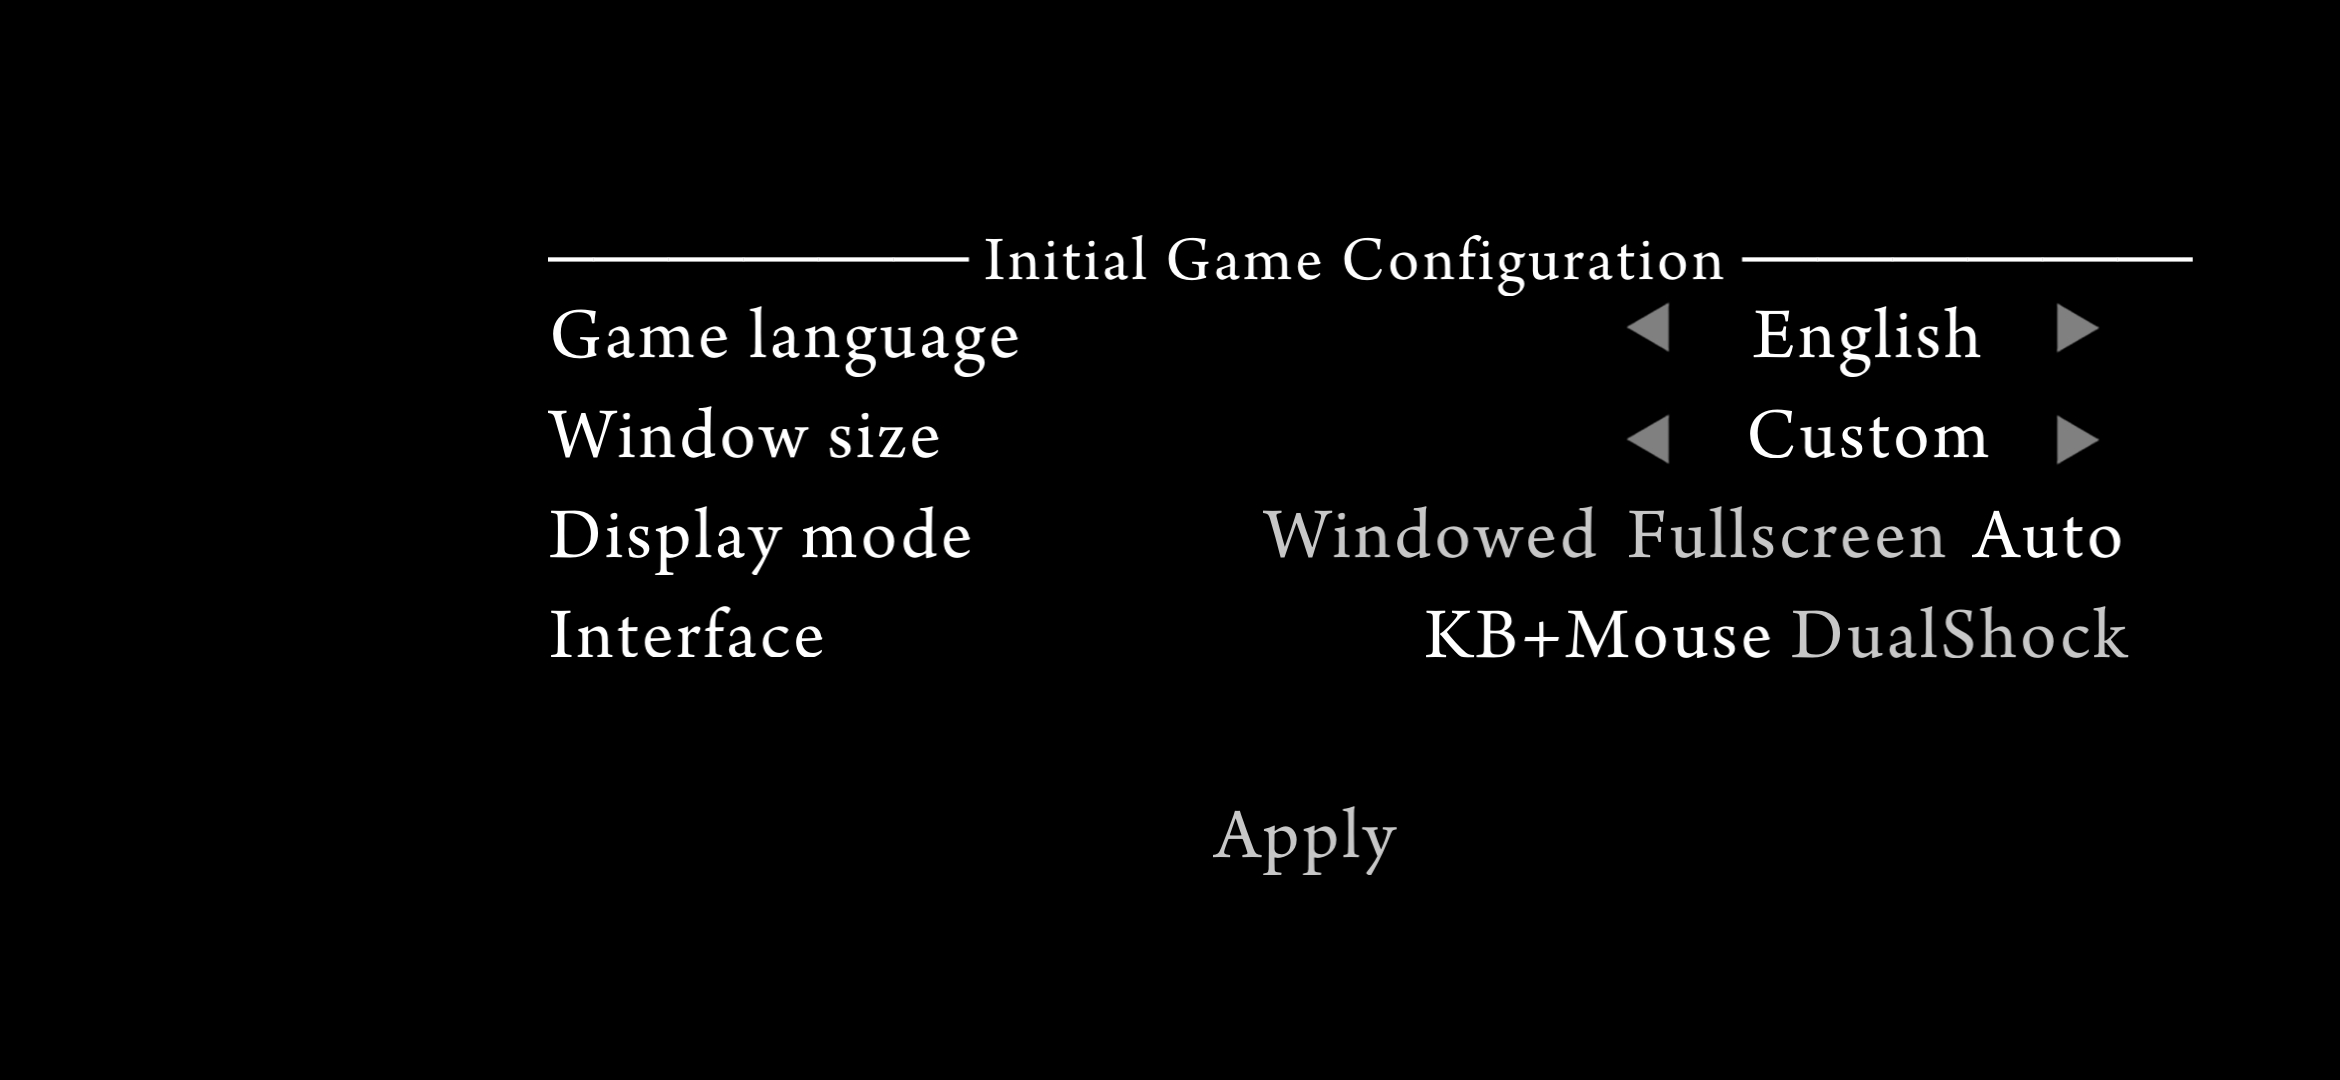 Initial Game Configuration
Game language English
Window size Custom
Display mode Windowed Fullscreen Auto
Interface KB+Mouse DualShock
Apply